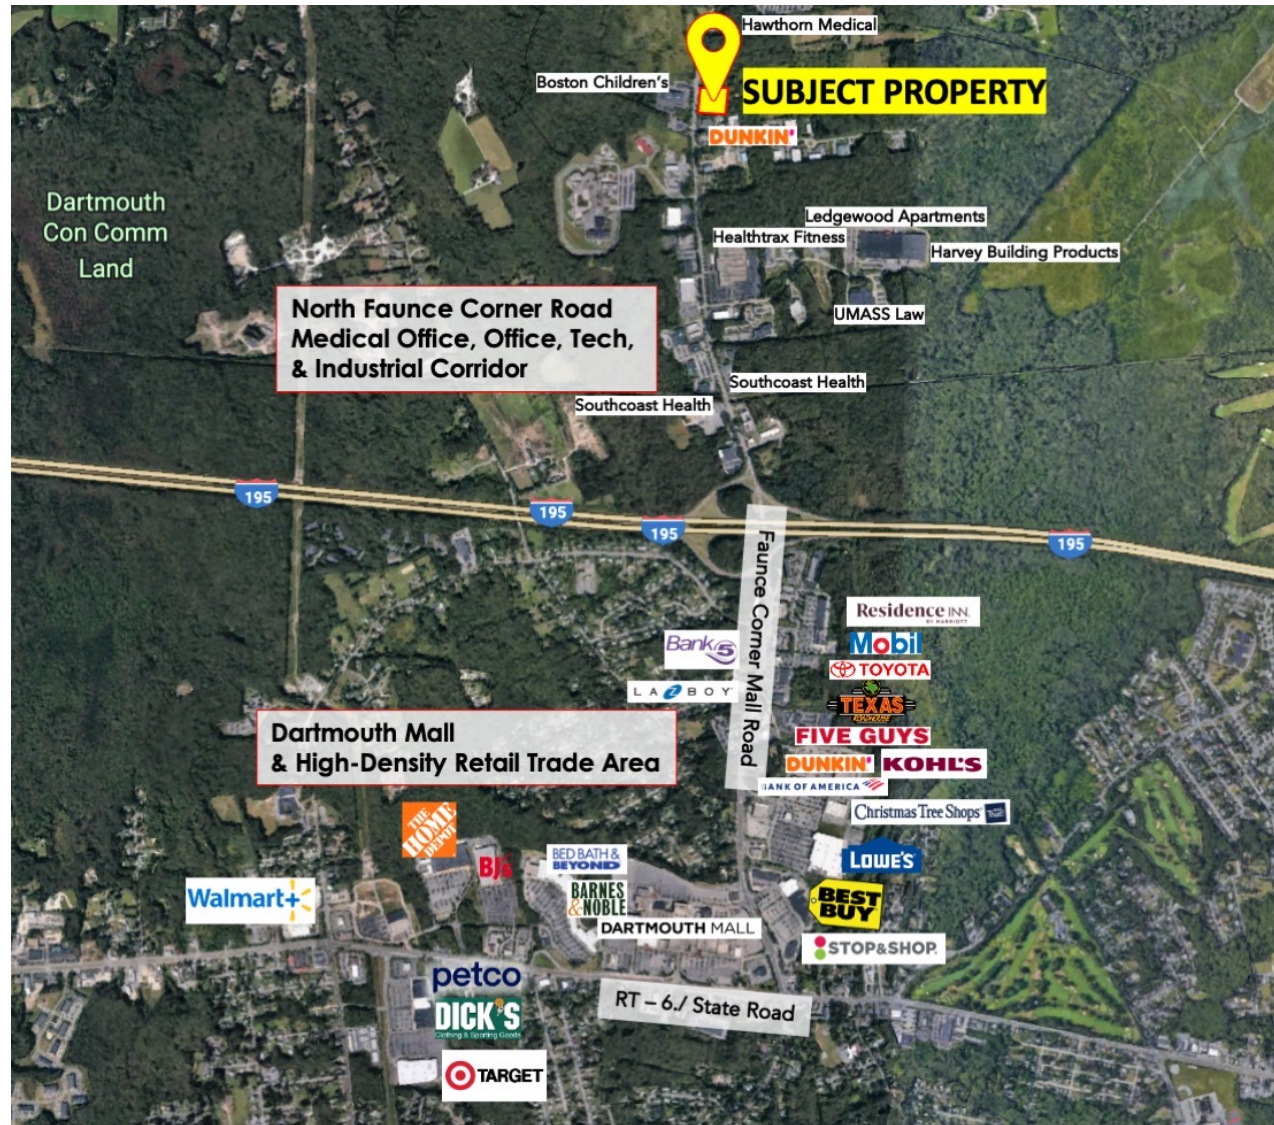 Hawthorn Medical
Boston Children's
SUBJECT PROPERTY
DUNKIN'
Dartmouth
Con Comm
Land
Ledgewood Apartments
Healthtrax Fitness
Harvey Building Products
UMASS Law
North Faunce Corner Road
Medical Office, Office, Tech,
& Industrial Corridor
Southcoast Health
Southcoast Health
195
195
195
195
Faunce Corner Mall Road
Residence INN.
BY MARRIOTT
Bank 5
Mobil
TOYOTA
LA Z BOY
TEXAS
ROADHOUSE
FIVE GUYS
Dartmouth Mall
& High-Density Retail Trade Area
DUNKIN'
KOHL'S
BANK OF AMERICA
Christmas Tree Shops
THE
HOME
DEPOT
BJ's
BED BATH &
BEYOND
LOWE'S
Walmart+
BARNES
& NOBLE
BEST
BUY
DARTMOUTH MALL
STOP & SHOP
petco
RT – 6./ State Road
DICK'S
Clothing & Sporting Goods
TARGET